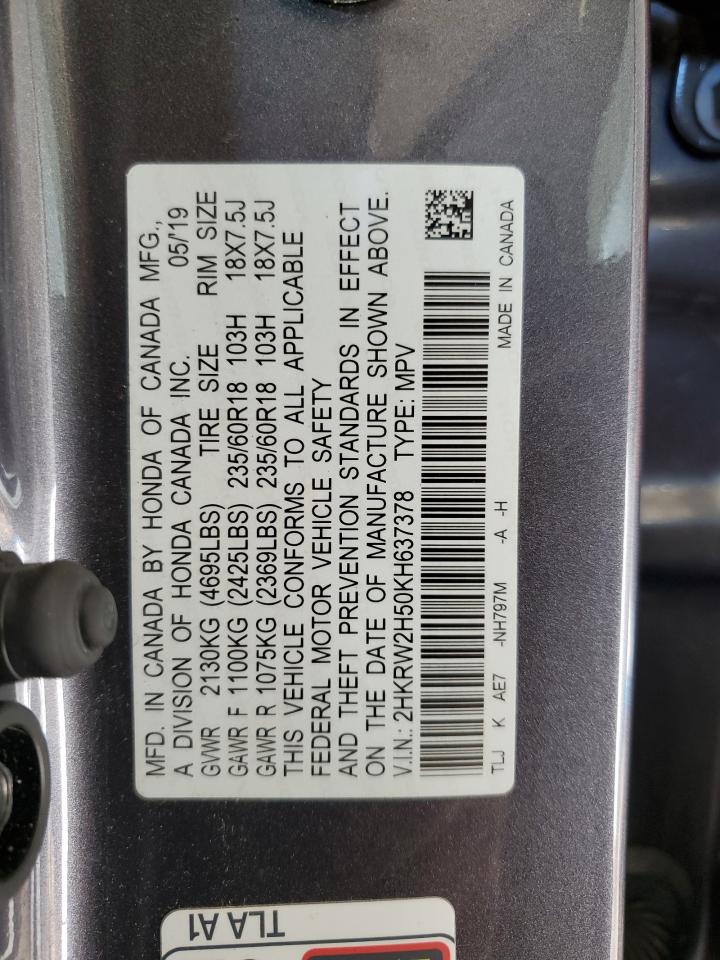 MFD. IN CANADA BY HONDA OF CANADA MFG.,
A DIVISION OF HONDA CANADA INC. 05/'19
GVWR 2130KG (4695LBS) TIRE SIZE RIM SIZE
GAWR F 1100KG (2425LBS) 235/60R18 103H 18X7.5J
GAWR R 1075KG (2369LBS) 235/60R18 103H 18X7.5J
THIS VEHICLE CONFORMS TO ALL APPLICABLE
FEDERAL MOTOR VEHICLE SAFETY
AND THEFT PREVENTION STANDARDS IN EFFECT
ON THE DATE OF MANUFACTURE SHOWN ABOVE.
V.I.N.: 2HKRW2H50KH637378 TYPE: MPV
TLJ K AE7 -NH797M -A -H MADE IN CANADA
TLA A1